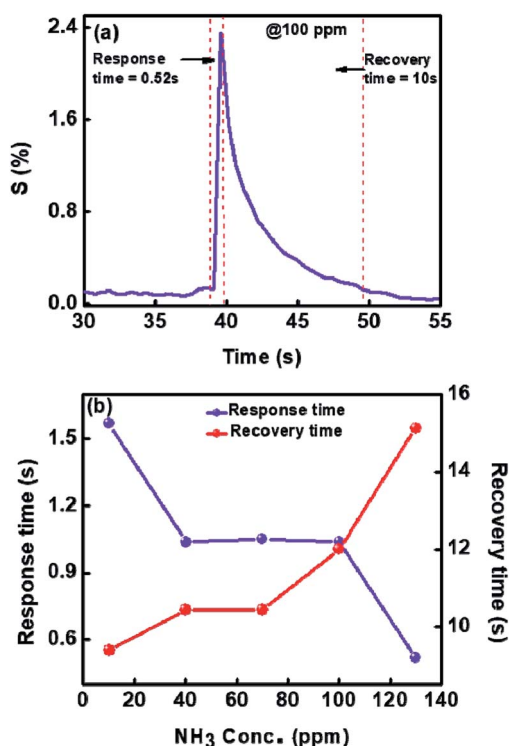 (a)
@100 ppm
Response
time = 0.52s
Recovery
time = 10s
S (%)
2.4
1.6
0.8
0.0
30 35 40 45 50 55
Time (s)
(b)
Response time
Recovery time
Response time (s)
1.5
1.2
0.9
0.6
Recovery time (s)
16
14
12
10
0 20 40 60 80 100 120 140
NH3 Conc. (ppm)